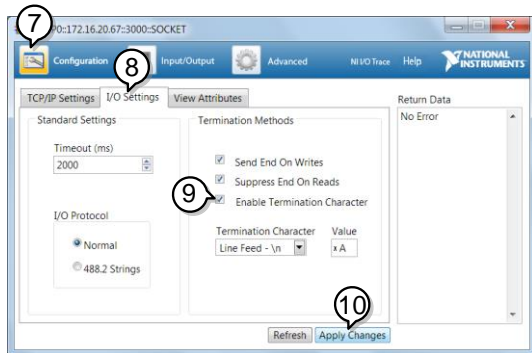 7
P0::172.16.20.67::3000::SOCKET
Configuration
8
Input/Output
Advanced
NI I/O Trace
Help
NATIONAL INSTRUMENTS
TCP/IP Settings
I/O Settings
View Attributes
Return Data
No Error
Standard Settings
Timeout (ms)
2000
I/O Protocol
Normal
488.2 Strings
Termination Methods
Send End On Writes
Suppress End On Reads
9
Enable Termination Character
Termination Character
Value
Line Feed - \n
x A
10
Refresh
Apply Changes